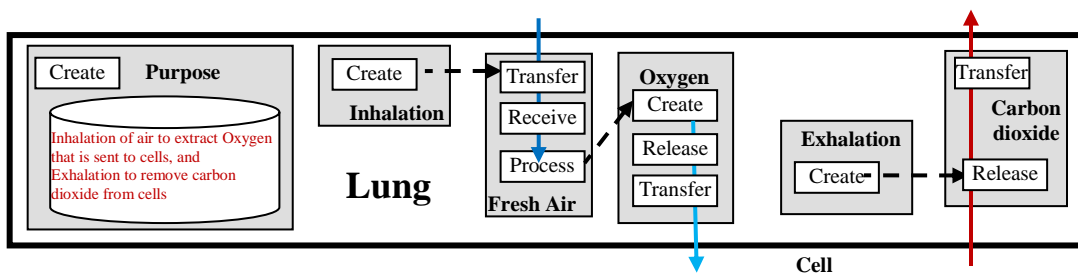 Create
Purpose
Inhalation of air to extract Oxygen
that is sent to cells, and
Exhalation to remove carbon
dioxide from cells
Create
Inhalation
Lung
Transfer
Receive
Process
Fresh Air
Oxygen
Create
Release
Transfer
Exhalation
Create
Transfer
Carbon
dioxide
Release
Cell